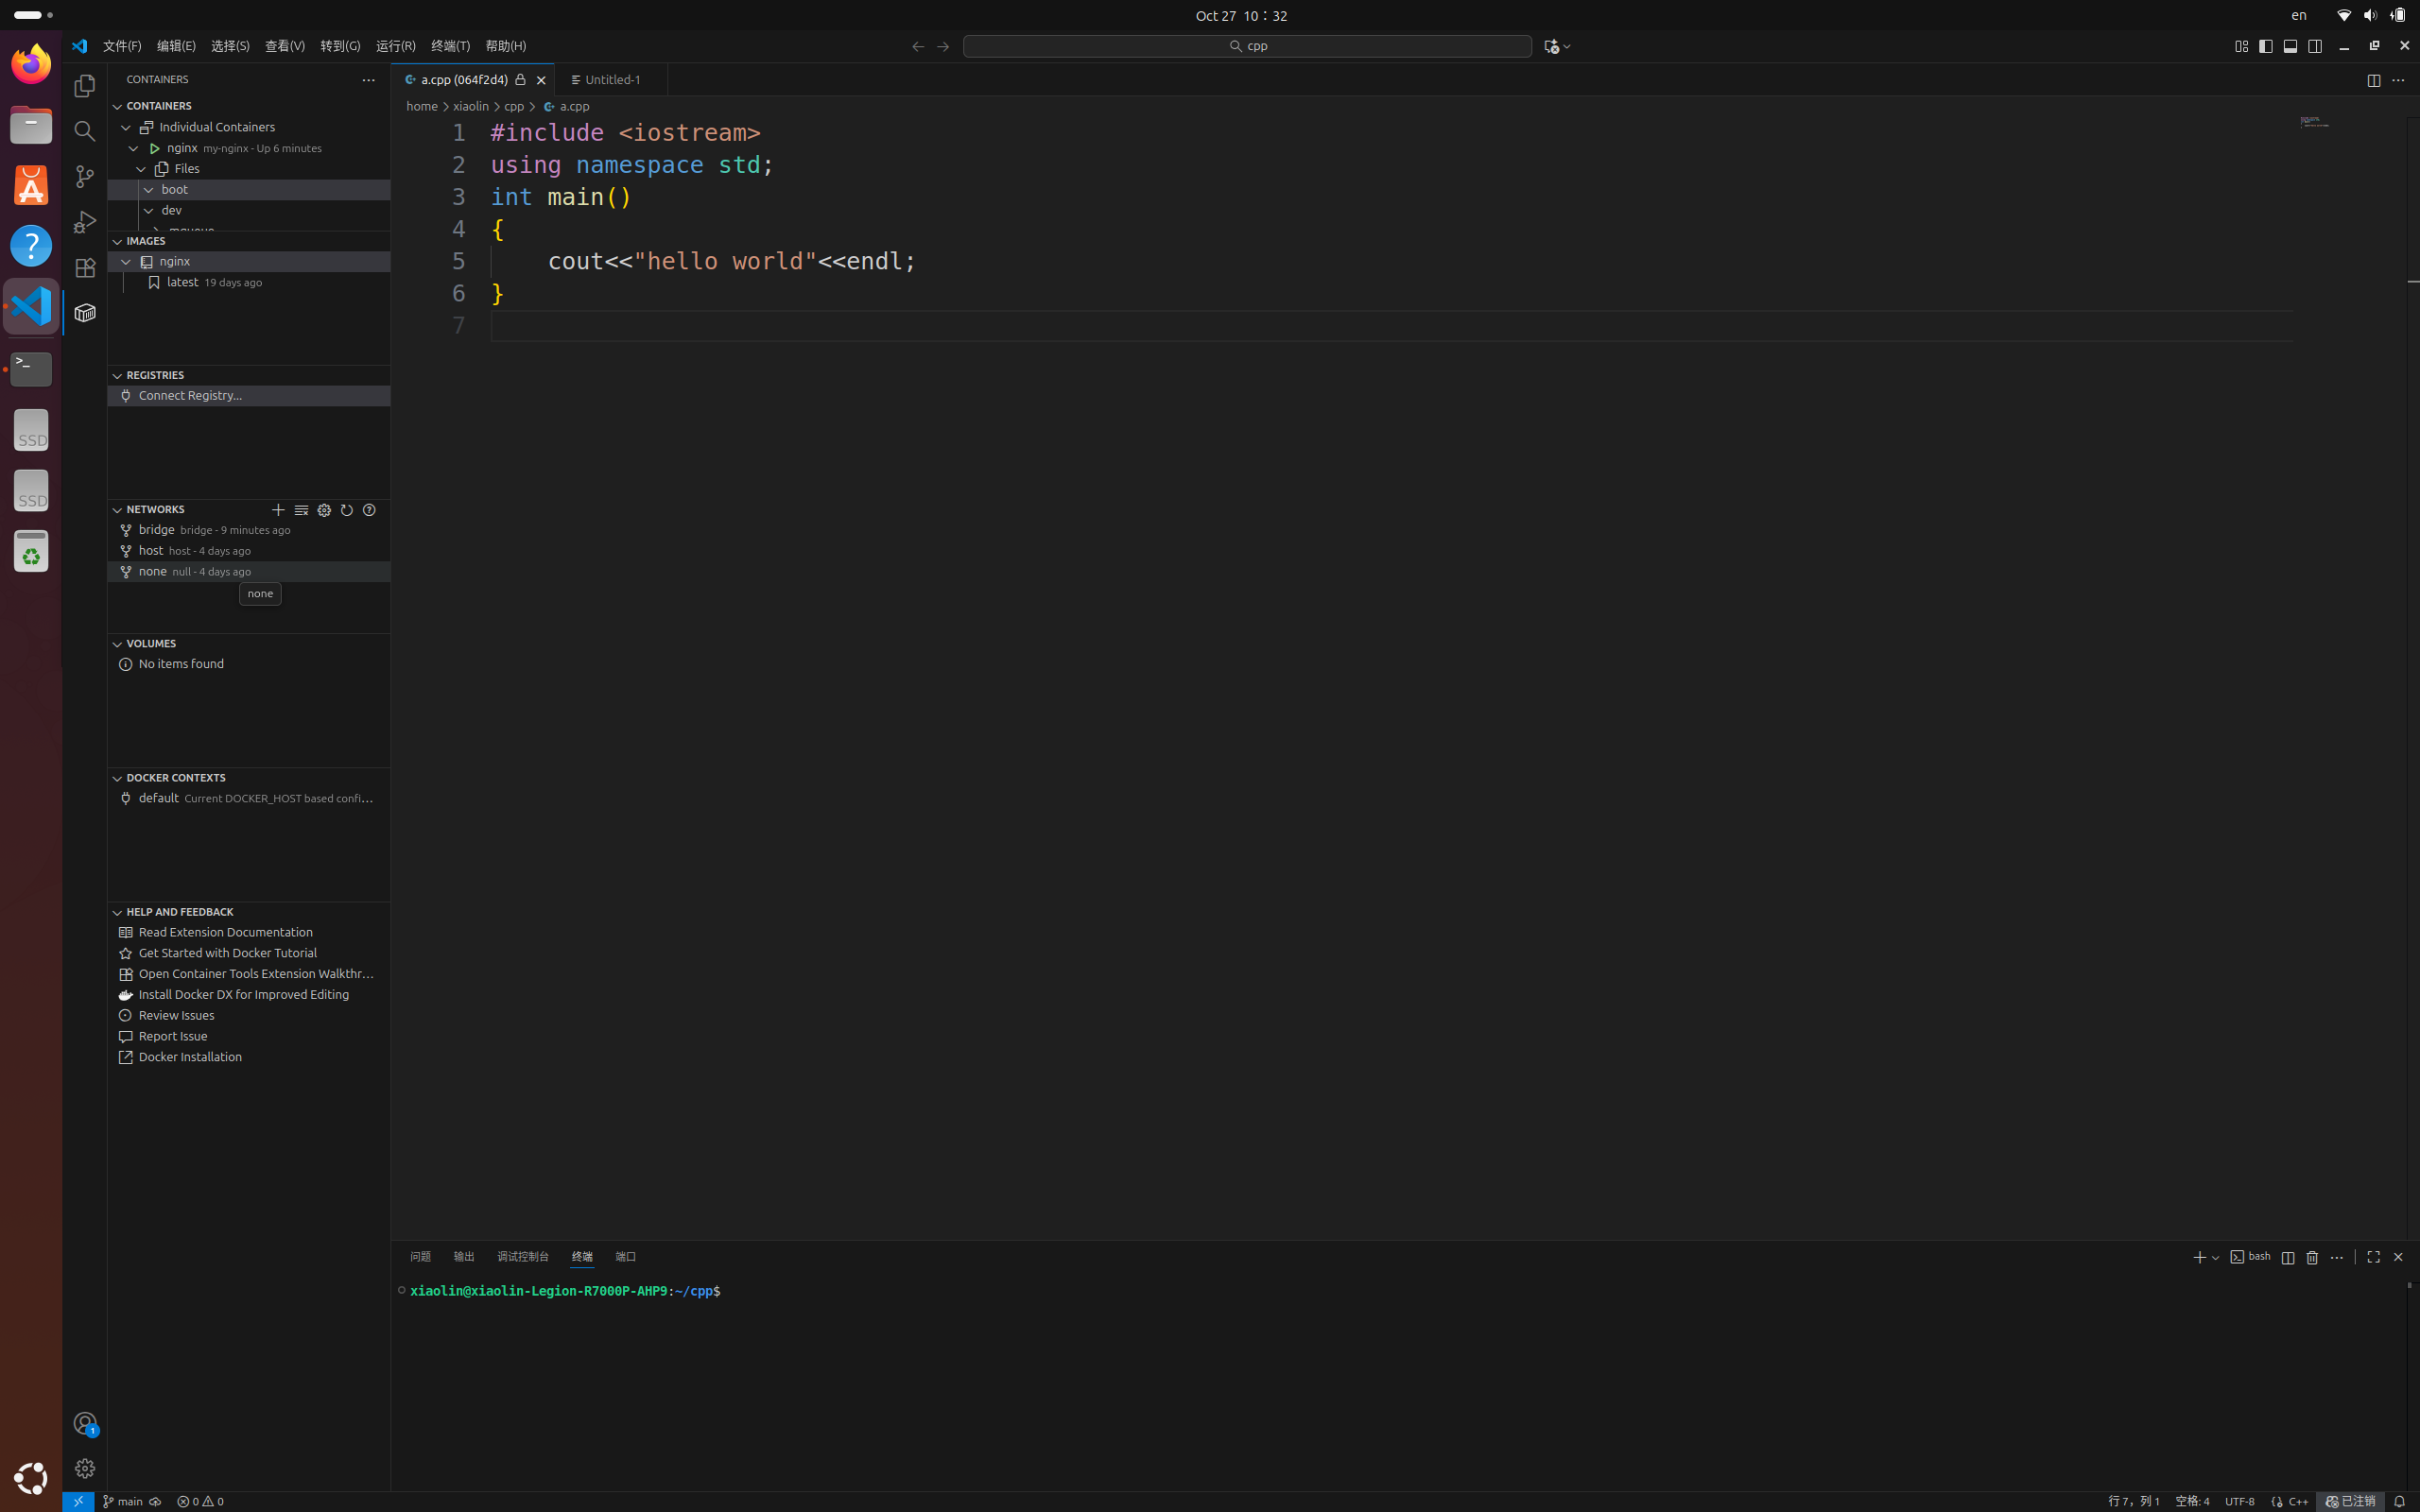 Oct 27 10：32
en
文件(F) 编辑(E) 选择(S) 查看(V) 转到(G) 运行(R) 终端(T) 帮助(H)
cpp
CONTAINERS
CONTAINERS
Individual Containers
nginx my-nginx - Up 6 minutes
Files
boot
dev
IMAGES
nginx
latest 19 days ago
REGISTRIES
Connect Registry...
NETWORKS
bridge bridge - 9 minutes ago
host host - 4 days ago
none null - 4 days ago
none
VOLUMES
No items found
DOCKER CONTEXTS
default Current DOCKER_HOST based confi...
HELP AND FEEDBACK
Read Extension Documentation
Get Started with Docker Tutorial
Open Container Tools Extension Walkthr...
Install Docker DX for Improved Editing
Review Issues
Report Issue
Docker Installation
SSD
SSD
a.cpp (064f2d4)
Untitled-1
home > xiaolin > cpp > a.cpp
1 #include <iostream>
2 using namespace std;
3 int main()
4 {
5 cout<<"hello world"<<endl;
6 }
7
问题 输出 调试控制台 终端 端口
bash
xiaolin@xiaolin-Legion-R7000P-AHP9:~/cpp$
1
main 0 0
行 7，列 1 空格: 4 UTF-8 C++ 已注销